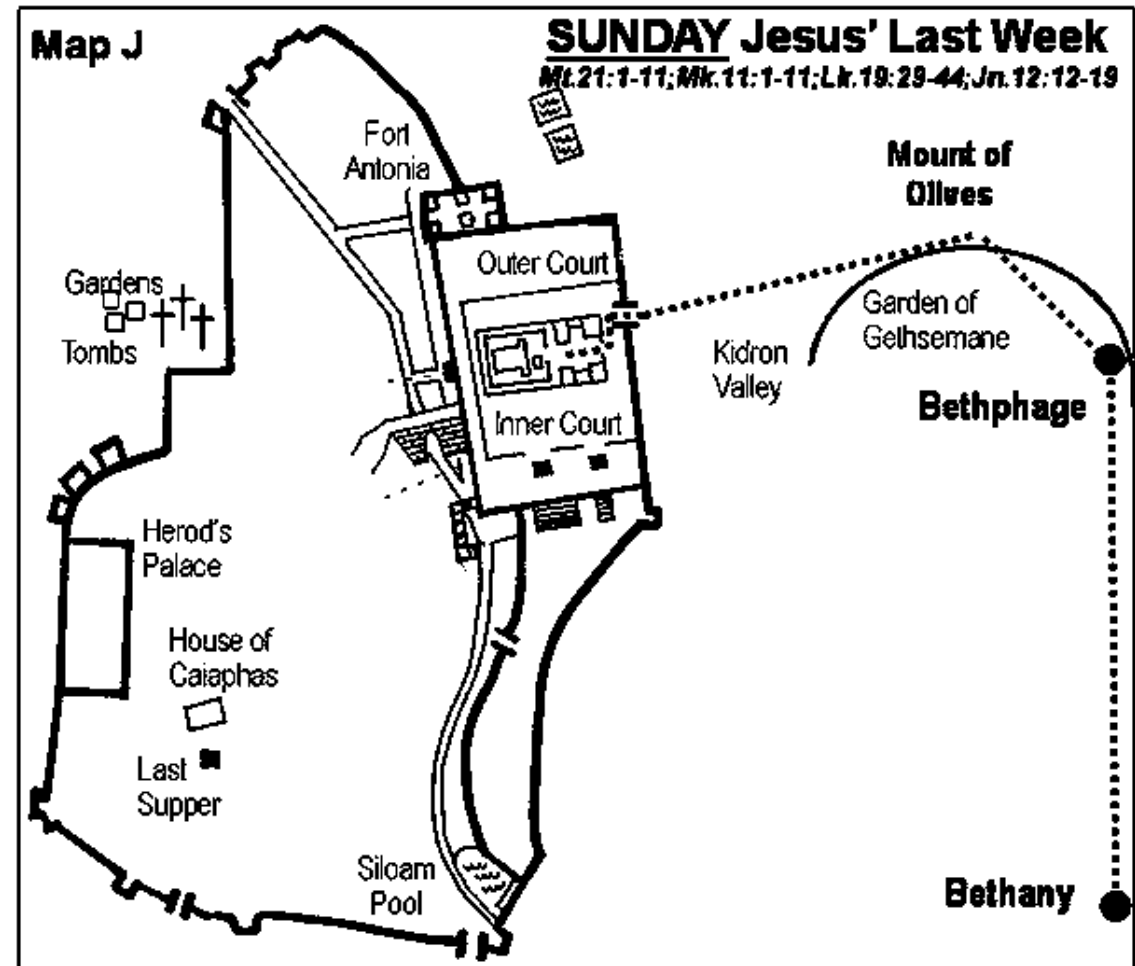 Map J
SUNDAY Jesus' Last Week
Mt.21:1-11;Mk.11:1-11;Lk.19:29-44;Jn.12:12-19
Fort
Antonia
Mount of
Olives
Outer Court
Gardens
Tombs
Garden of
Gethsemane
Kidron
Valley
Bethphage
Inner Court
Herod's
Palace
House of
Caiaphas
Last
Supper
Siloam
Pool
Bethany